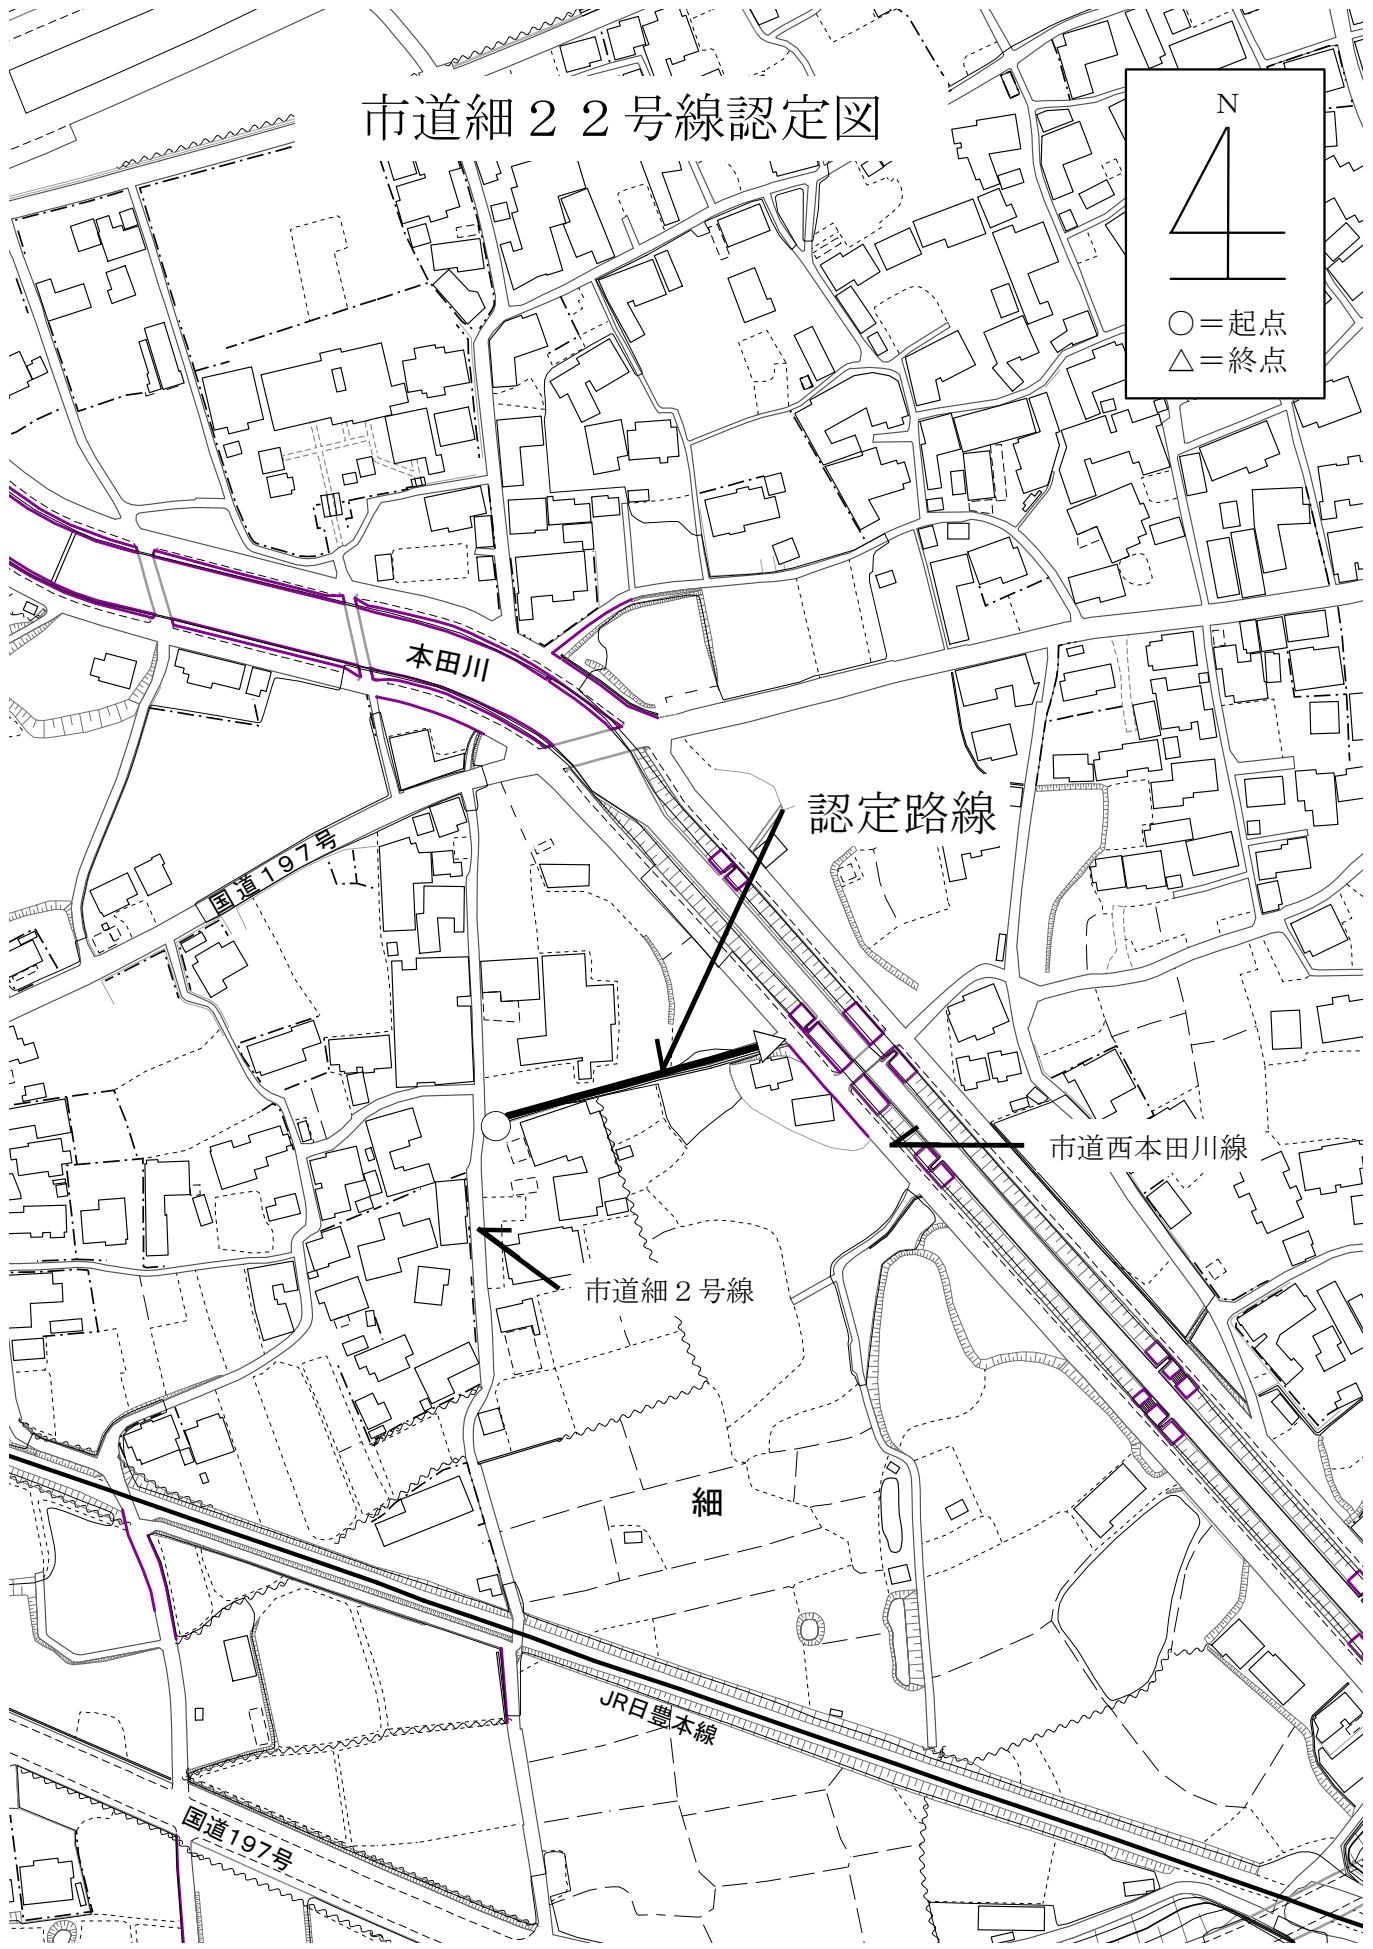 市道細２２号線認定図
N
○＝起点
△＝終点
本田川
認定路線
国道１９７号
市道西本田川線
市道細２号線
細
JR日豊本線
国道197号